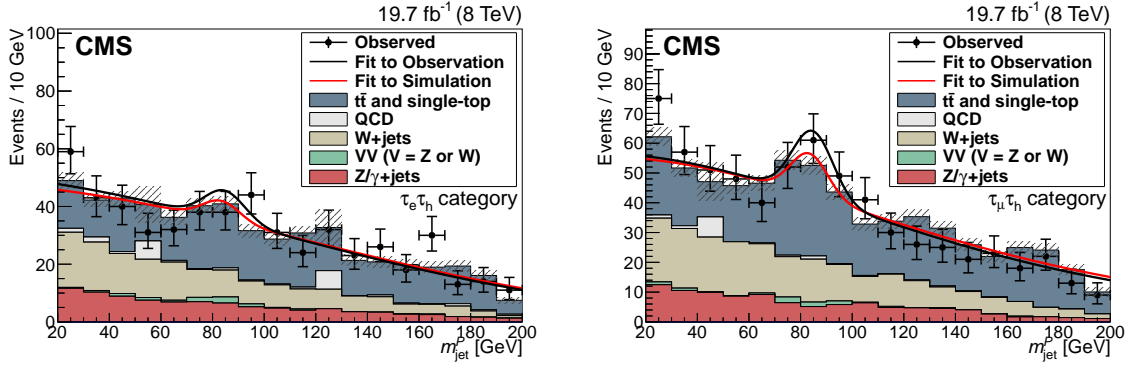 19.7 fb⁻¹ (8 TeV)
CMS
Events / 10 GeV
100
80
60
40
20
0
Observed
Fit to Observation
Fit to Simulation
tt̄ and single-top
QCD
W+jets
VV (V = Z or W)
Z/γ+jets
τₑτₕ category
20 40 60 80 100 120 140 160 180 200
m^P_jet [GeV]
19.7 fb⁻¹ (8 TeV)
CMS
Events / 10 GeV
90
80
70
60
50
40
30
20
10
0
Observed
Fit to Observation
Fit to Simulation
tt̄ and single-top
QCD
W+jets
VV (V = Z or W)
Z/γ+jets
τ_μτₕ category
20 40 60 80 100 120 140 160 180 200
m^P_jet [GeV]